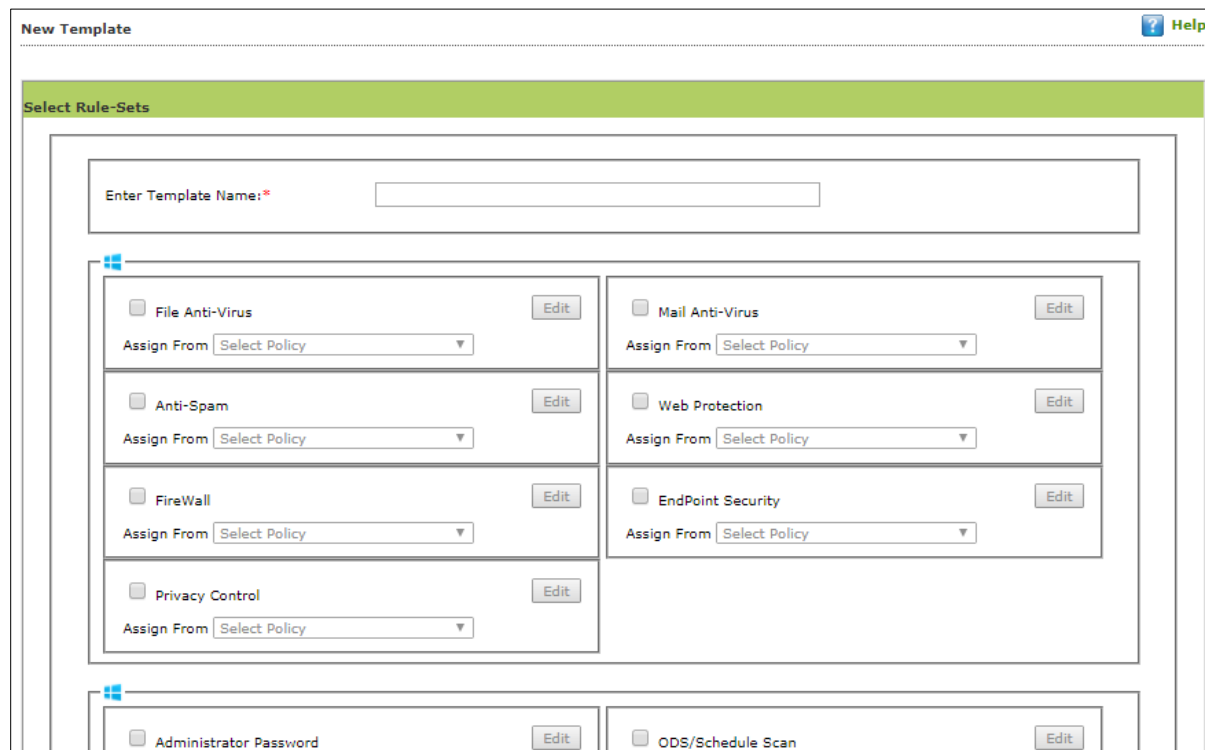 New Template
Help
Select Rule-Sets
Enter Template Name:*
File Anti-Virus Edit
Assign From Select Policy
Mail Anti-Virus Edit
Assign From Select Policy
Anti-Spam Edit
Assign From Select Policy
Web Protection Edit
Assign From Select Policy
FireWall Edit
Assign From Select Policy
EndPoint Security Edit
Assign From Select Policy
Privacy Control Edit
Assign From Select Policy
Administrator Password Edit
ODS/Schedule Scan Edit